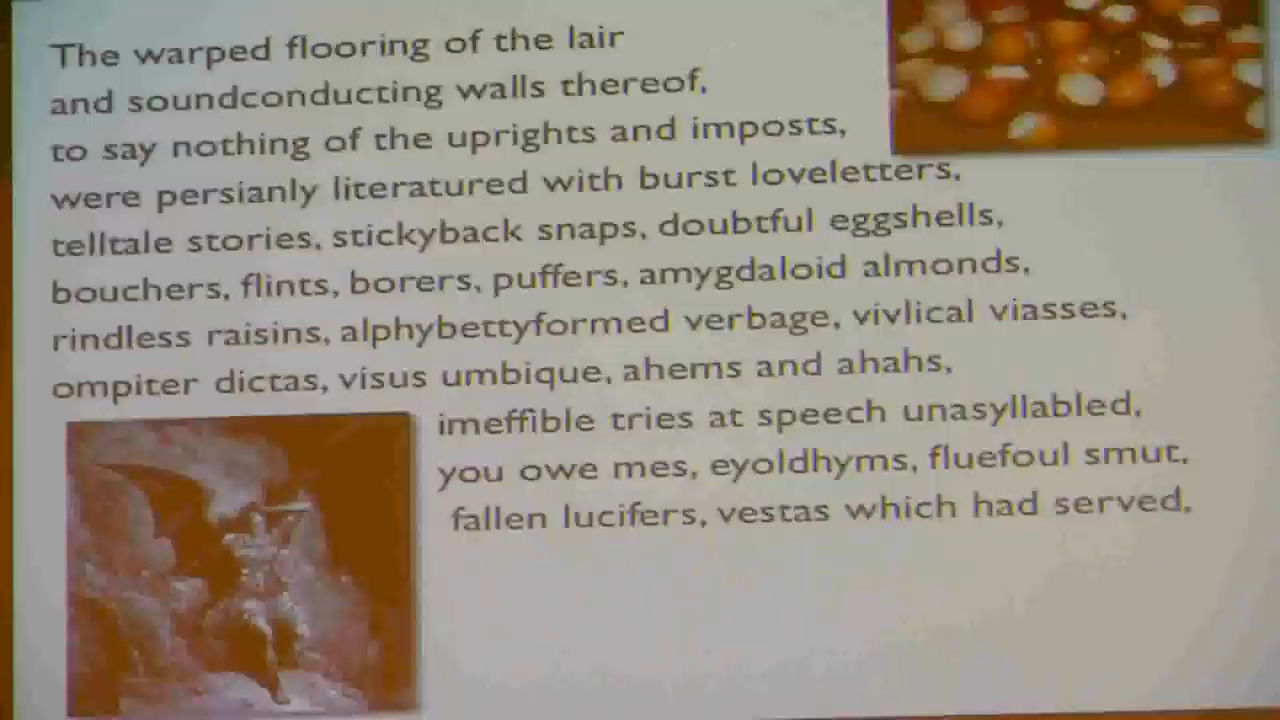 The warped flooring of the lair
and soundconducting walls thereof,
to say nothing of the uprights and imposts,
were persianly literatured with burst loveletters,
telltale stories, stickyback snaps, doubtful eggshells,
bouchers, flints, borers, puffers, amygdaloid almonds,
rindless raisins, alphybettyformed verbage, vivlical viasses,
ompiter dictas, visus umbique, ahems and ahahs,
imeffible tries at speech unasyllabled,
you owe mes, eyoldhyms, fluefoul smut,
fallen lucifers, vestas which had served,